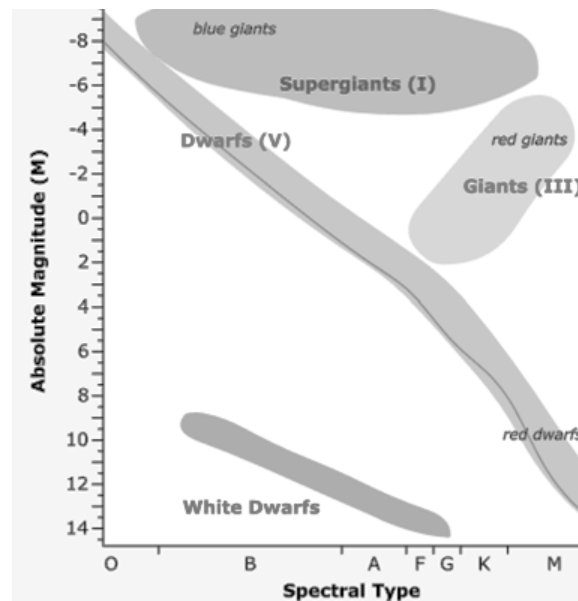 Absolute Magnitude (M)
-8
-6
-4
-2
0
2
4
6
8
10
12
14
blue giants
Supergiants (I)
Dwarfs (V)
red giants
Giants (III)
red dwarfs
White Dwarfs
O B A F G K M
Spectral Type